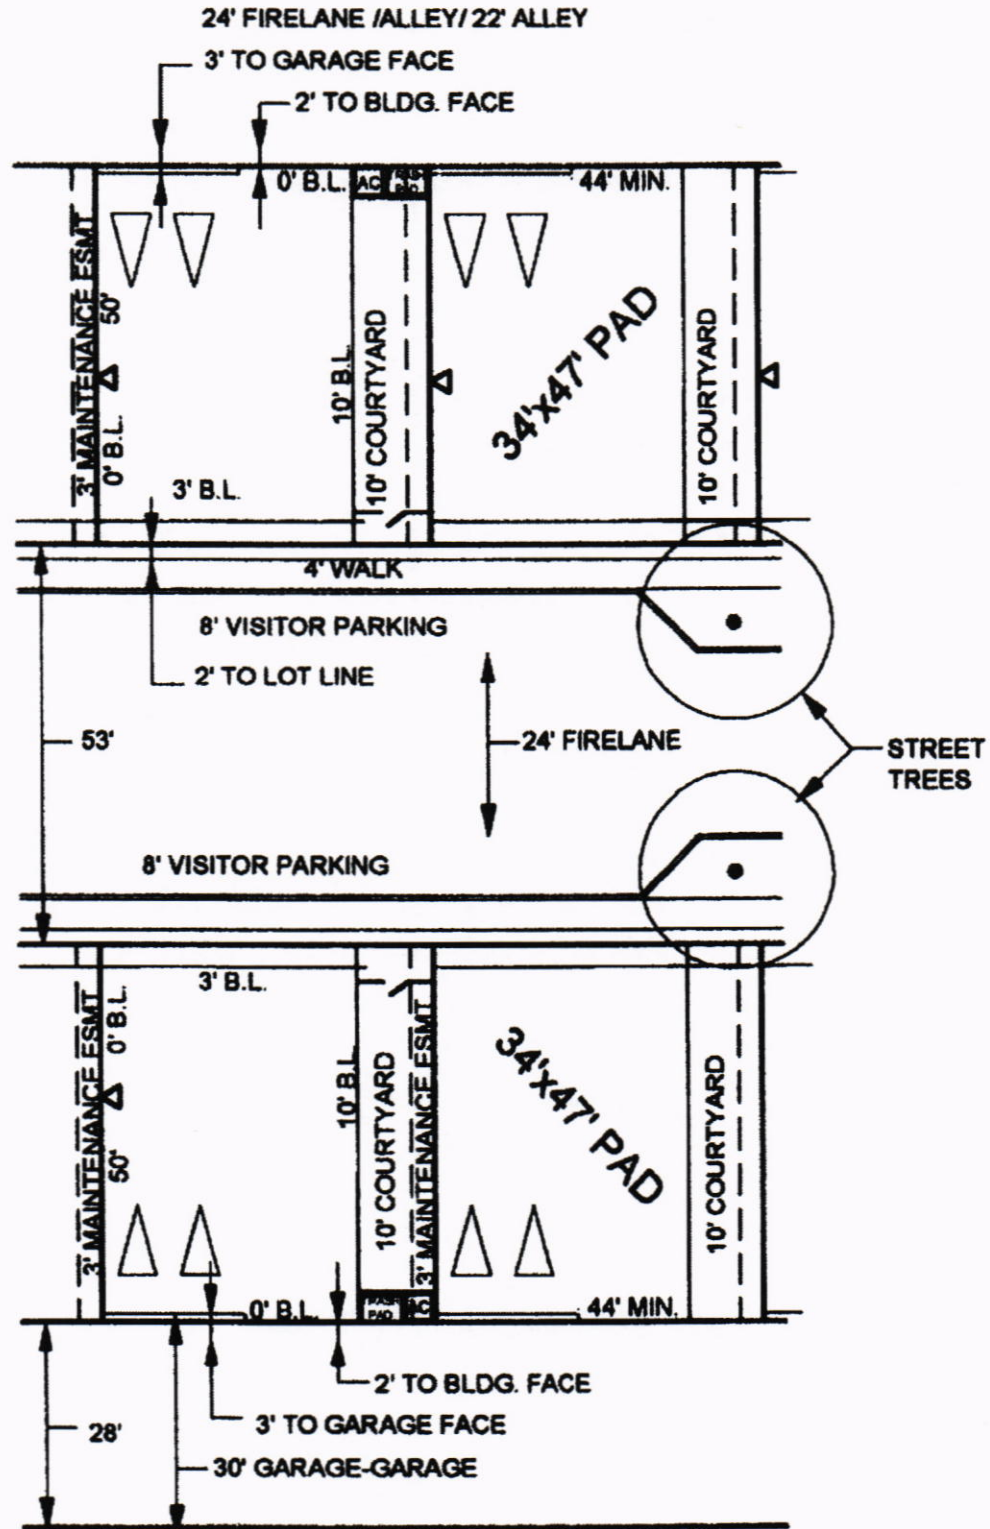 24' FIRELANE /ALLEY/ 22' ALLEY
3' TO GARAGE FACE
2' TO BLDG. FACE
0' B.L.
AC
44' MIN.
3' MAINTENANCE ESMT
50'
0' B.L.
10' B.L.
10' COURTYARD
34'x47' PAD
10' COURTYARD
3' B.L.
4' WALK
8' VISITOR PARKING
2' TO LOT LINE
53'
24' FIRELANE
STREET
TREES
8' VISITOR PARKING
3' B.L.
3' MAINTENANCE ESMT
0' B.L.
50'
10' B.L.
10' COURTYARD
3' MAINTENANCE ESMT
34'x47' PAD
10' COURTYARD
0' B.L.
PAD
44' MIN.
2' TO BLDG. FACE
3' TO GARAGE FACE
28'
30' GARAGE-GARAGE